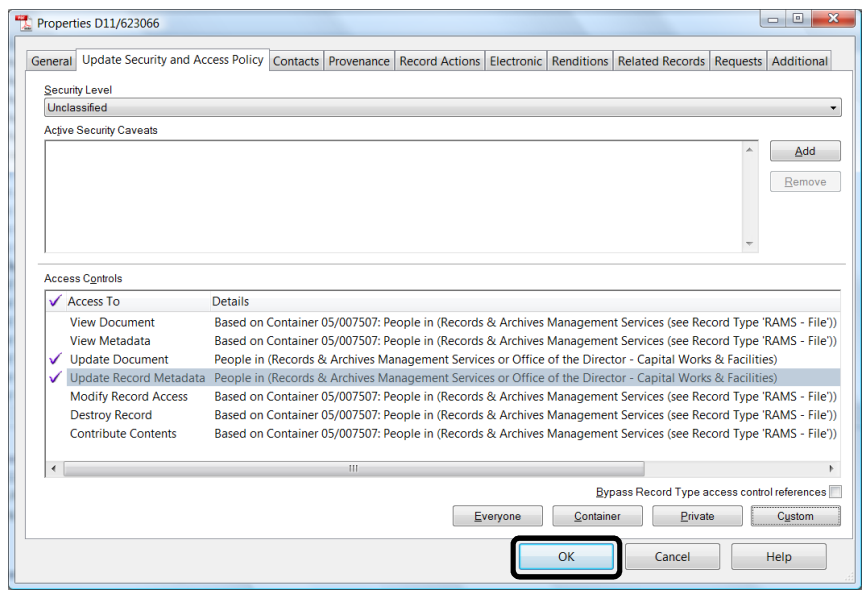 Properties D11/623066
General Update Security and Access Policy Contacts Provenance Record Actions Electronic Renditions Related Records Requests Additional
Security Level
Unclassified
Active Security Caveats
Add
Remove
Access Controls
Access To Details
View Document Based on Container 05/007507: People in (Records & Archives Management Services (see Record Type 'RAMS - File'))
View Metadata Based on Container 05/007507: People in (Records & Archives Management Services (see Record Type 'RAMS - File'))
Update Document People in (Records & Archives Management Services or Office of the Director - Capital Works & Facilities)
Update Record Metadata People in (Records & Archives Management Services or Office of the Director - Capital Works & Facilities)
Modify Record Access Based on Container 05/007507: People in (Records & Archives Management Services (see Record Type 'RAMS - File'))
Destroy Record Based on Container 05/007507: People in (Records & Archives Management Services (see Record Type 'RAMS - File'))
Contribute Contents Based on Container 05/007507: People in (Records & Archives Management Services (see Record Type 'RAMS - File'))
Bypass Record Type access control references
Everyone Container Private Custom
OK Cancel Help